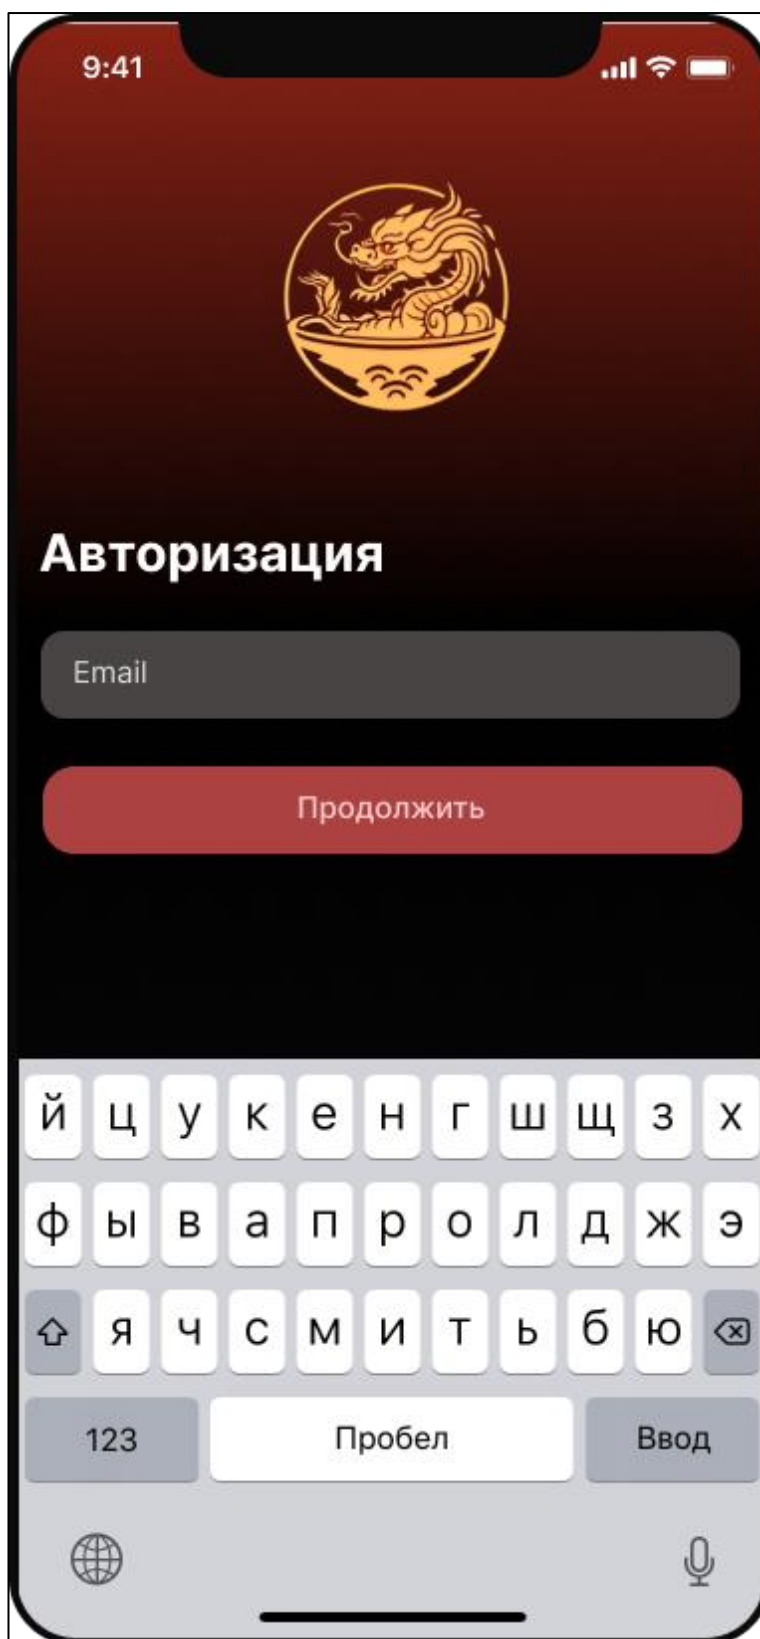 9:41
Авторизация
Email
Продолжить
й ц у к е н г ш щ з х
ф ы в а п р о л д ж э
я ч с м и т ь б ю
123 Пробел Ввод